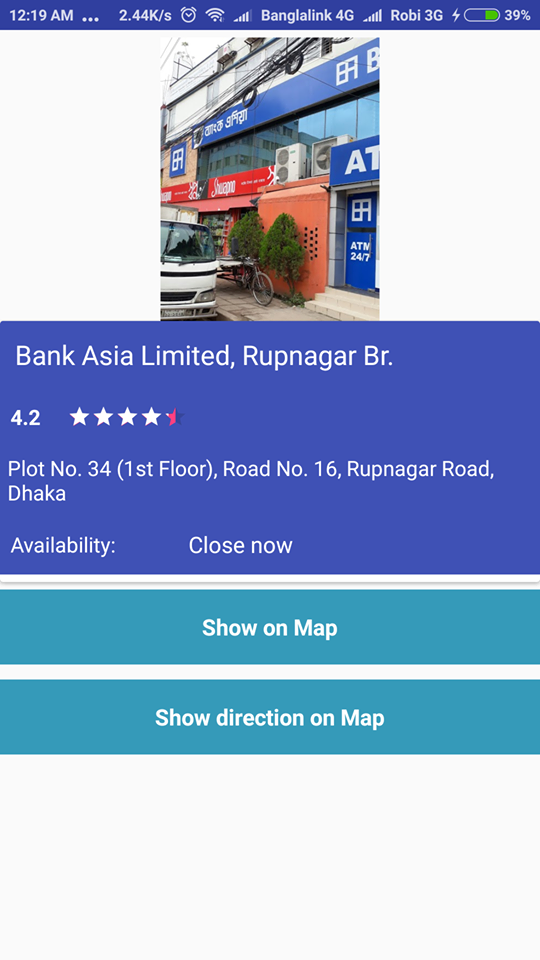 12:19 AM ... 2.44K/s Banglalink 4G Robi 3G 39%
B
ব্যাংক এশিয়া
Shwapno
AT
ATM
24/7
Bank Asia Limited, Rupnagar Br.
4.2
Plot No. 34 (1st Floor), Road No. 16, Rupnagar Road,
Dhaka
Availability: Close now
Show on Map
Show direction on Map